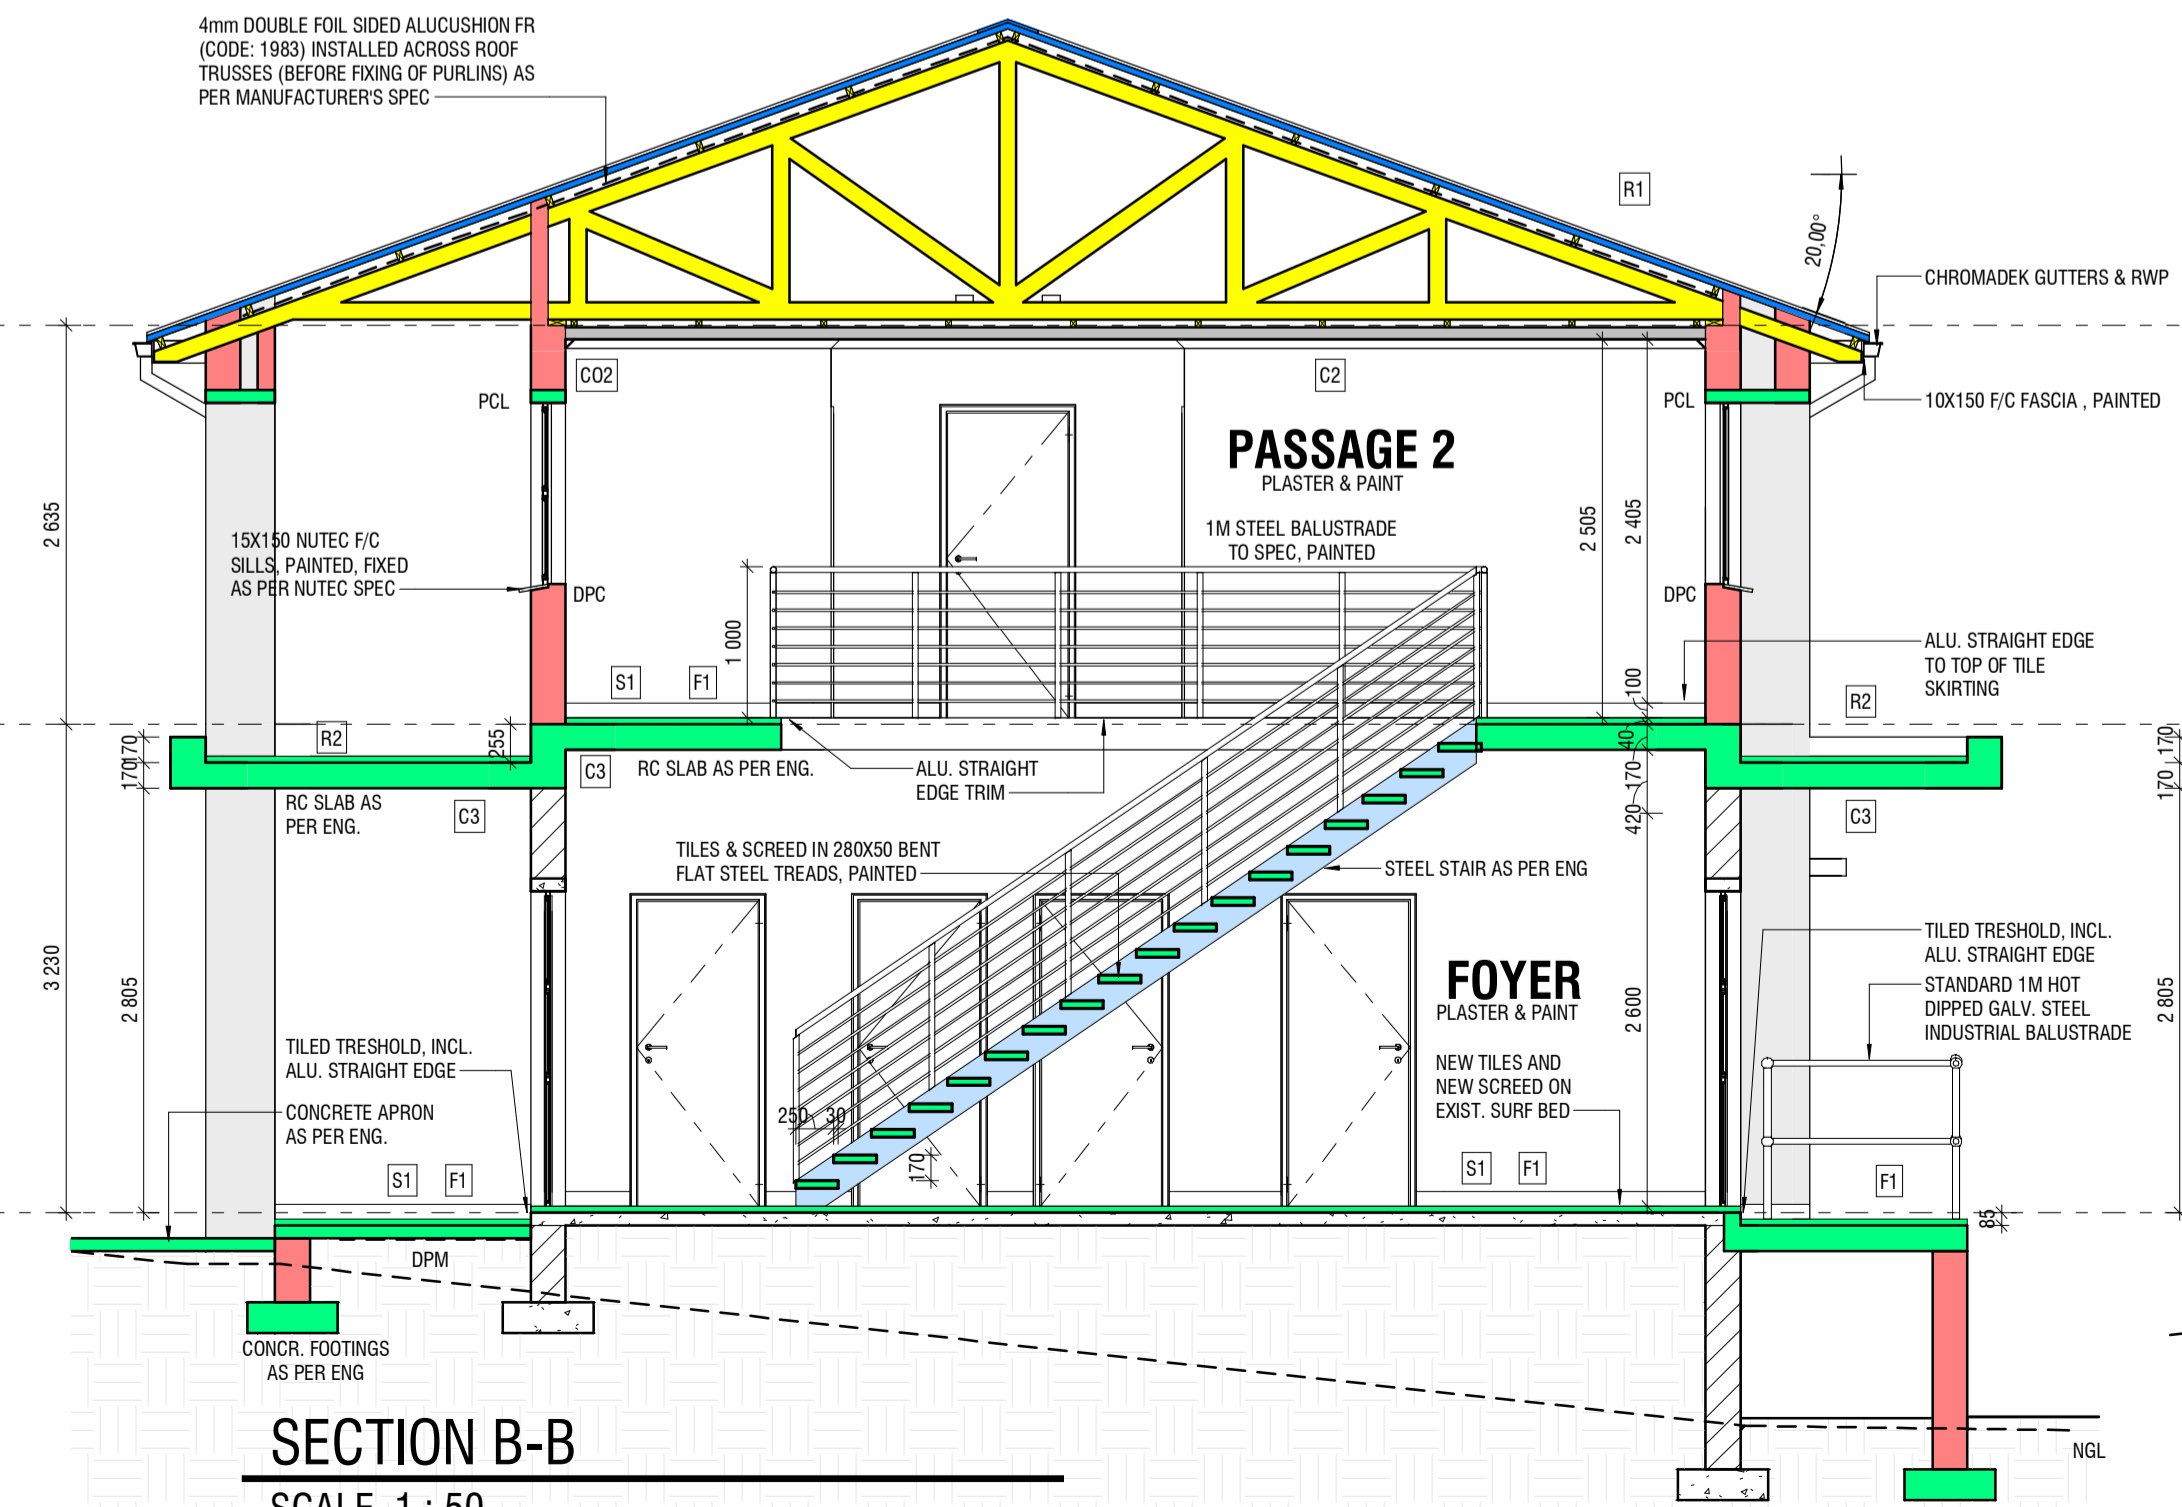 4mm DOUBLE FOIL SIDED ALUCUSHION FR
(CODE: 1983) INSTALLED ACROSS ROOF
TRUSSES (BEFORE FIXING OF PURLINS) AS
PER MANUFACTURER'S SPEC
R1
20,00°
CHROMADEK GUTTERS & RWP
10X150 F/C FASCIA , PAINTED
CO2
C2
PCL
PCL
PASSAGE 2
PLASTER & PAINT
1M STEEL BALUSTRADE
TO SPEC, PAINTED
2 635
2 505
2 405
15X150 NUTEC F/C
SILLS, PAINTED, FIXED
AS PER NUTEC SPEC
DPC
DPC
1 000
ALU. STRAIGHT EDGE
TO TOP OF TILE
SKIRTING
S1
F1
100
R2
R2
170
170
255
40
170
420
170
170
C3
RC SLAB AS PER ENG.
ALU. STRAIGHT
EDGE TRIM
RC SLAB AS
PER ENG.
C3
C3
TILES & SCREED IN 280X50 BENT
FLAT STEEL TREADS, PAINTED
STEEL STAIR AS PER ENG
3 230
2 805
FOYER
PLASTER & PAINT
2 600
2 805
TILED TRESHOLD, INCL.
ALU. STRAIGHT EDGE
STANDARD 1M HOT
DIPPED GALV. STEEL
INDUSTRIAL BALUSTRADE
TILED TRESHOLD, INCL.
ALU. STRAIGHT EDGE
CONCRETE APRON
AS PER ENG.
NEW TILES AND
NEW SCREED ON
EXIST. SURF BED
250
30
170
S1
F1
S1
F1
F1
85
DPM
CONCR. FOOTINGS
AS PER ENG
NGL
SECTION B-B
SCALE 1 : 50